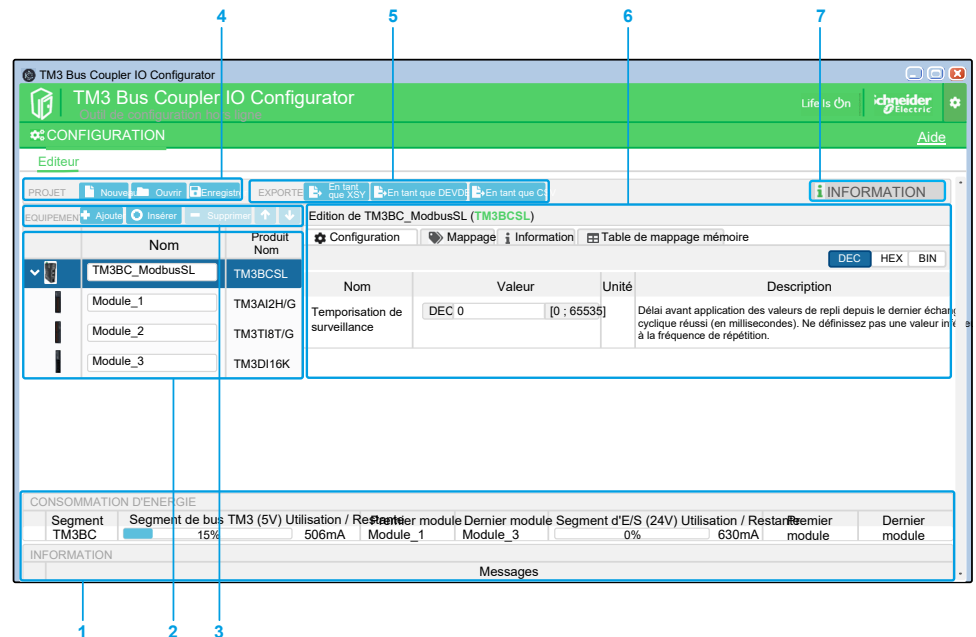 4 5 6 7
TM3 Bus Coupler IO Configurator
TM3 Bus Coupler IO Configurator
Life Is On
Schneider
Electric
CONFIGURATION
Aide
Editeur
PROJET Nouveau Ouvrir Enregistre EXPORTE En tant que XSY En tant que DEVDE En tant que C
INFORMATION
EQUIPEMEN Ajoute Insérer Supprimer
Edition de TM3BC_ModbusSL (TM3BCSL)
Nom Produit Nom
Configuration Mappage Information Table de mappage mémoire
DEC HEX BIN
TM3BC_ModbusSL TM3BCSL
Module_1 TM3AI2H/G
Module_2 TM3TI8T/G
Module_3 TM3DI16K
Nom Valeur Unité Description
Temporisation de surveillance DEC 0 [0 ; 65535]
Délai avant application des valeurs de repli depuis le dernier échang
cyclique réussi (en millisecondes). Ne définissez pas une valeur infé
à la fréquence de répétition.
CONSOMMATION D'ENERGIE
Segment Segment de bus TM3 (5V) Utilisation / Restante Premier module Dernier module Segment d'E/S (24V) Utilisation / Restante Premier module Dernier module
TM3BC 15% 506mA Module_1 Module_3 0% 630mA
INFORMATION
Messages
1 2 3